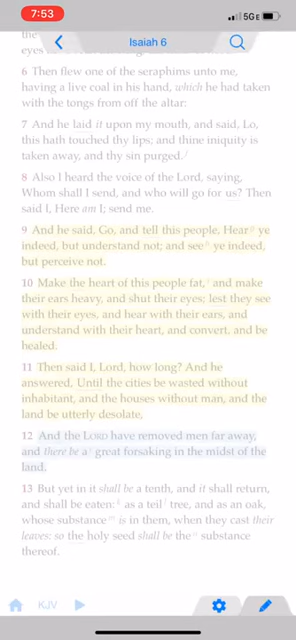 7:53
5GE
Isaiah 6
the
eyes
6 Then flew one of the seraphims unto me,
having a live coal in his hand, which he had taken
with the tongs from off the altar:
7 And he laid it upon my mouth, and said, Lo,
this hath touched thy lips; and thine iniquity is
taken away, and thy sin purged.
8 Also I heard the voice of the Lord, saying,
Whom shall I send, and who will go for us? Then
said I, Here am I; send me.
9 And he said, Go, and tell this people, Hear ye
indeed, but understand not; and see ye indeed,
but perceive not.
10 Make the heart of this people fat, and make
their ears heavy, and shut their eyes; lest they see
with their eyes, and hear with their ears, and
understand with their heart, and convert, and be
healed.
11 Then said I, Lord, how long? And he
answered, Until the cities be wasted without
inhabitant, and the houses without man, and the
land be utterly desolate,
12 And the LORD have removed men far away,
and there be a great forsaking in the midst of the
land.
13 But yet in it shall be a tenth, and it shall return,
and shall be eaten: as a teil tree, and as an oak,
whose substance is in them, when they cast their
leaves: so the holy seed shall be the substance
thereof.
KJV